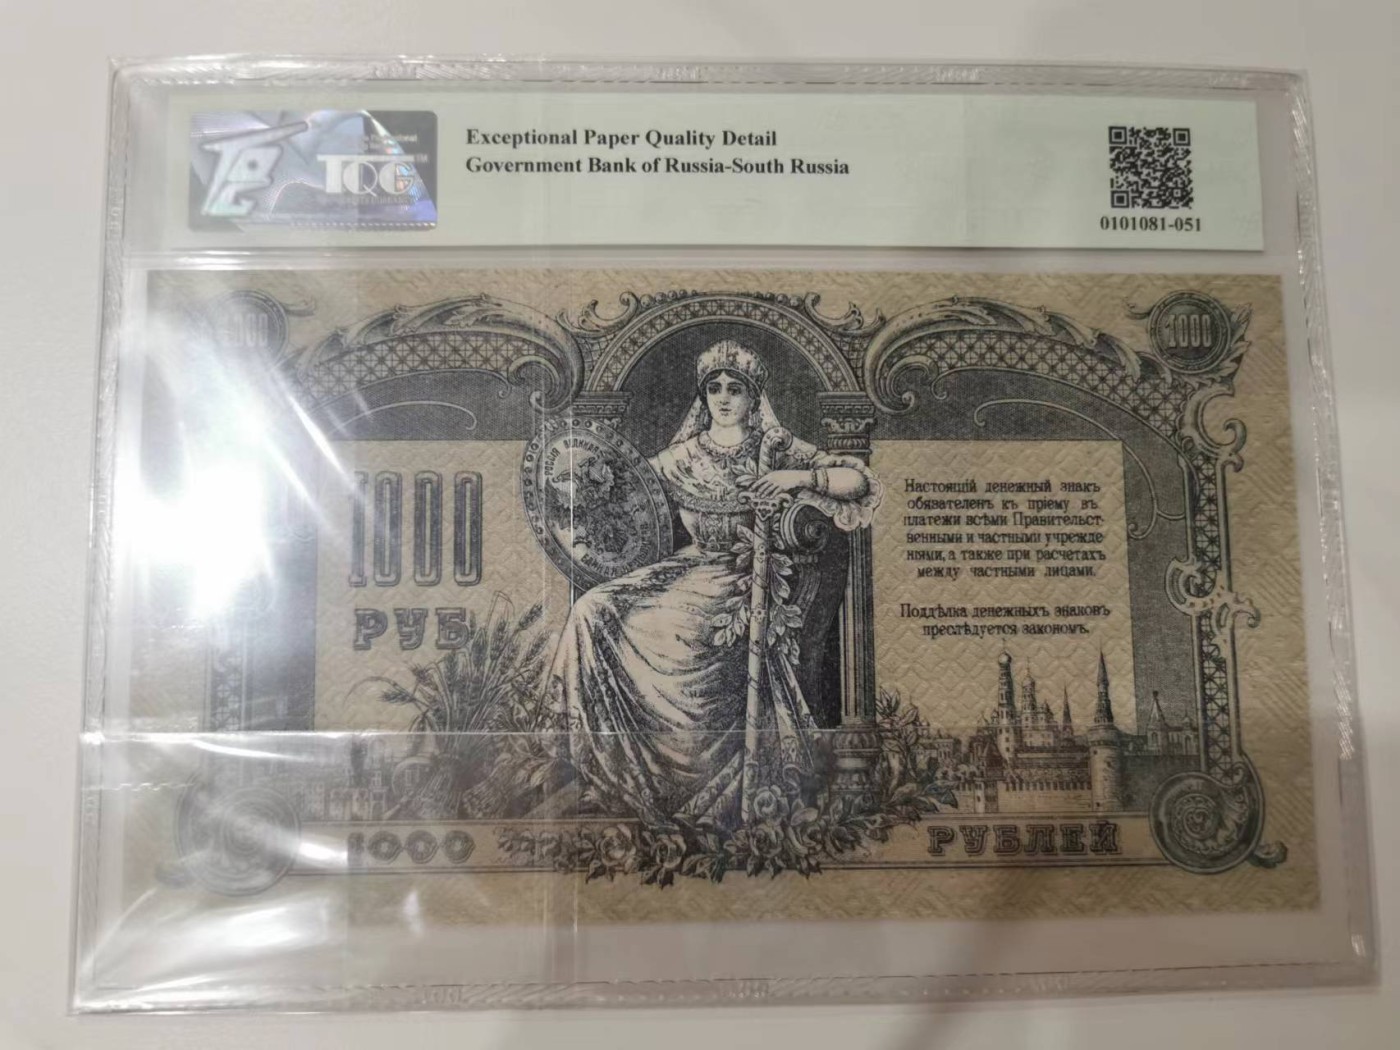 TQG
Exceptional Paper Quality Detail
Government Bank of Russia-South Russia
0101081-051
1000
1000
РУБ
Настоящій денежный знакъ
обязателенъ къ пріему въ
платежи всѣми Правительст-
венными и частными учрежде
ніями, а также при расчетахъ
между частными лицами.
Поддѣлка денежныхъ знаковъ
преслѣдуется закономъ.
1000
РУБЛЕЙ